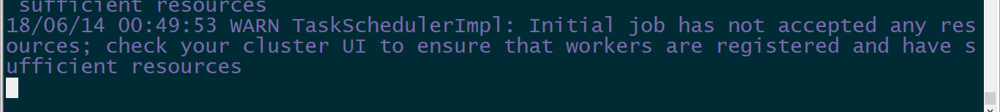 sufficient resources
18/06/14 00:49:53 WARN TaskSchedulerImpl: Initial job has not accepted any res
ources; check your cluster UI to ensure that workers are registered and have s
ufficient resources